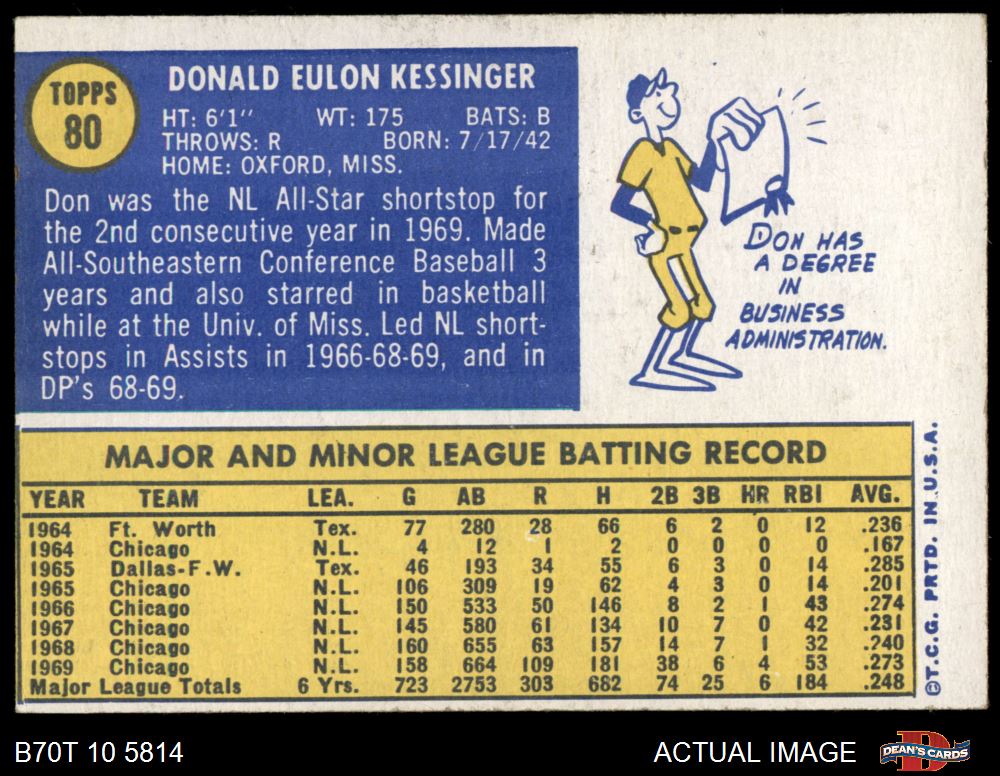 TOPPS
80
DONALD EULON KESSINGER
HT: 6'1" WT: 175 BATS: B
THROWS: R BORN: 7/17/42
HOME: OXFORD, MISS.
Don was the NL All-Star shortstop for
the 2nd consecutive year in 1969. Made
All-Southeastern Conference Baseball 3
years and also starred in basketball
while at the Univ. of Miss. Led NL short-
stops in Assists in 1966-68-69, and in
DP's 68-69.
DON HAS
A DEGREE
IN
BUSINESS
ADMINISTRATION.
MAJOR AND MINOR LEAGUE BATTING RECORD
YEAR TEAM LEA. G AB R H 2B 3B HR RBI AVG.
1964 Ft. Worth Tex. 77 280 28 66 6 2 0 12 .236
1964 Chicago N.L. 4 12 1 2 0 0 0 0 .167
1965 Dallas-F.W. Tex. 46 193 34 55 6 3 0 14 .285
1965 Chicago N.L. 106 309 19 62 4 3 0 14 .201
1966 Chicago N.L. 150 533 50 146 8 2 1 43 .274
1967 Chicago N.L. 145 580 61 134 10 7 0 42 .231
1968 Chicago N.L. 160 655 63 157 14 7 1 32 .240
1969 Chicago N.L. 158 664 109 181 38 6 4 53 .273
Major League Totals 6 Yrs. 723 2753 303 682 74 25 6 184 .248
©T.C.G. PRTD. IN U.S.A.
B70T 10 5814
ACTUAL IMAGE
DEAN'S CARDS